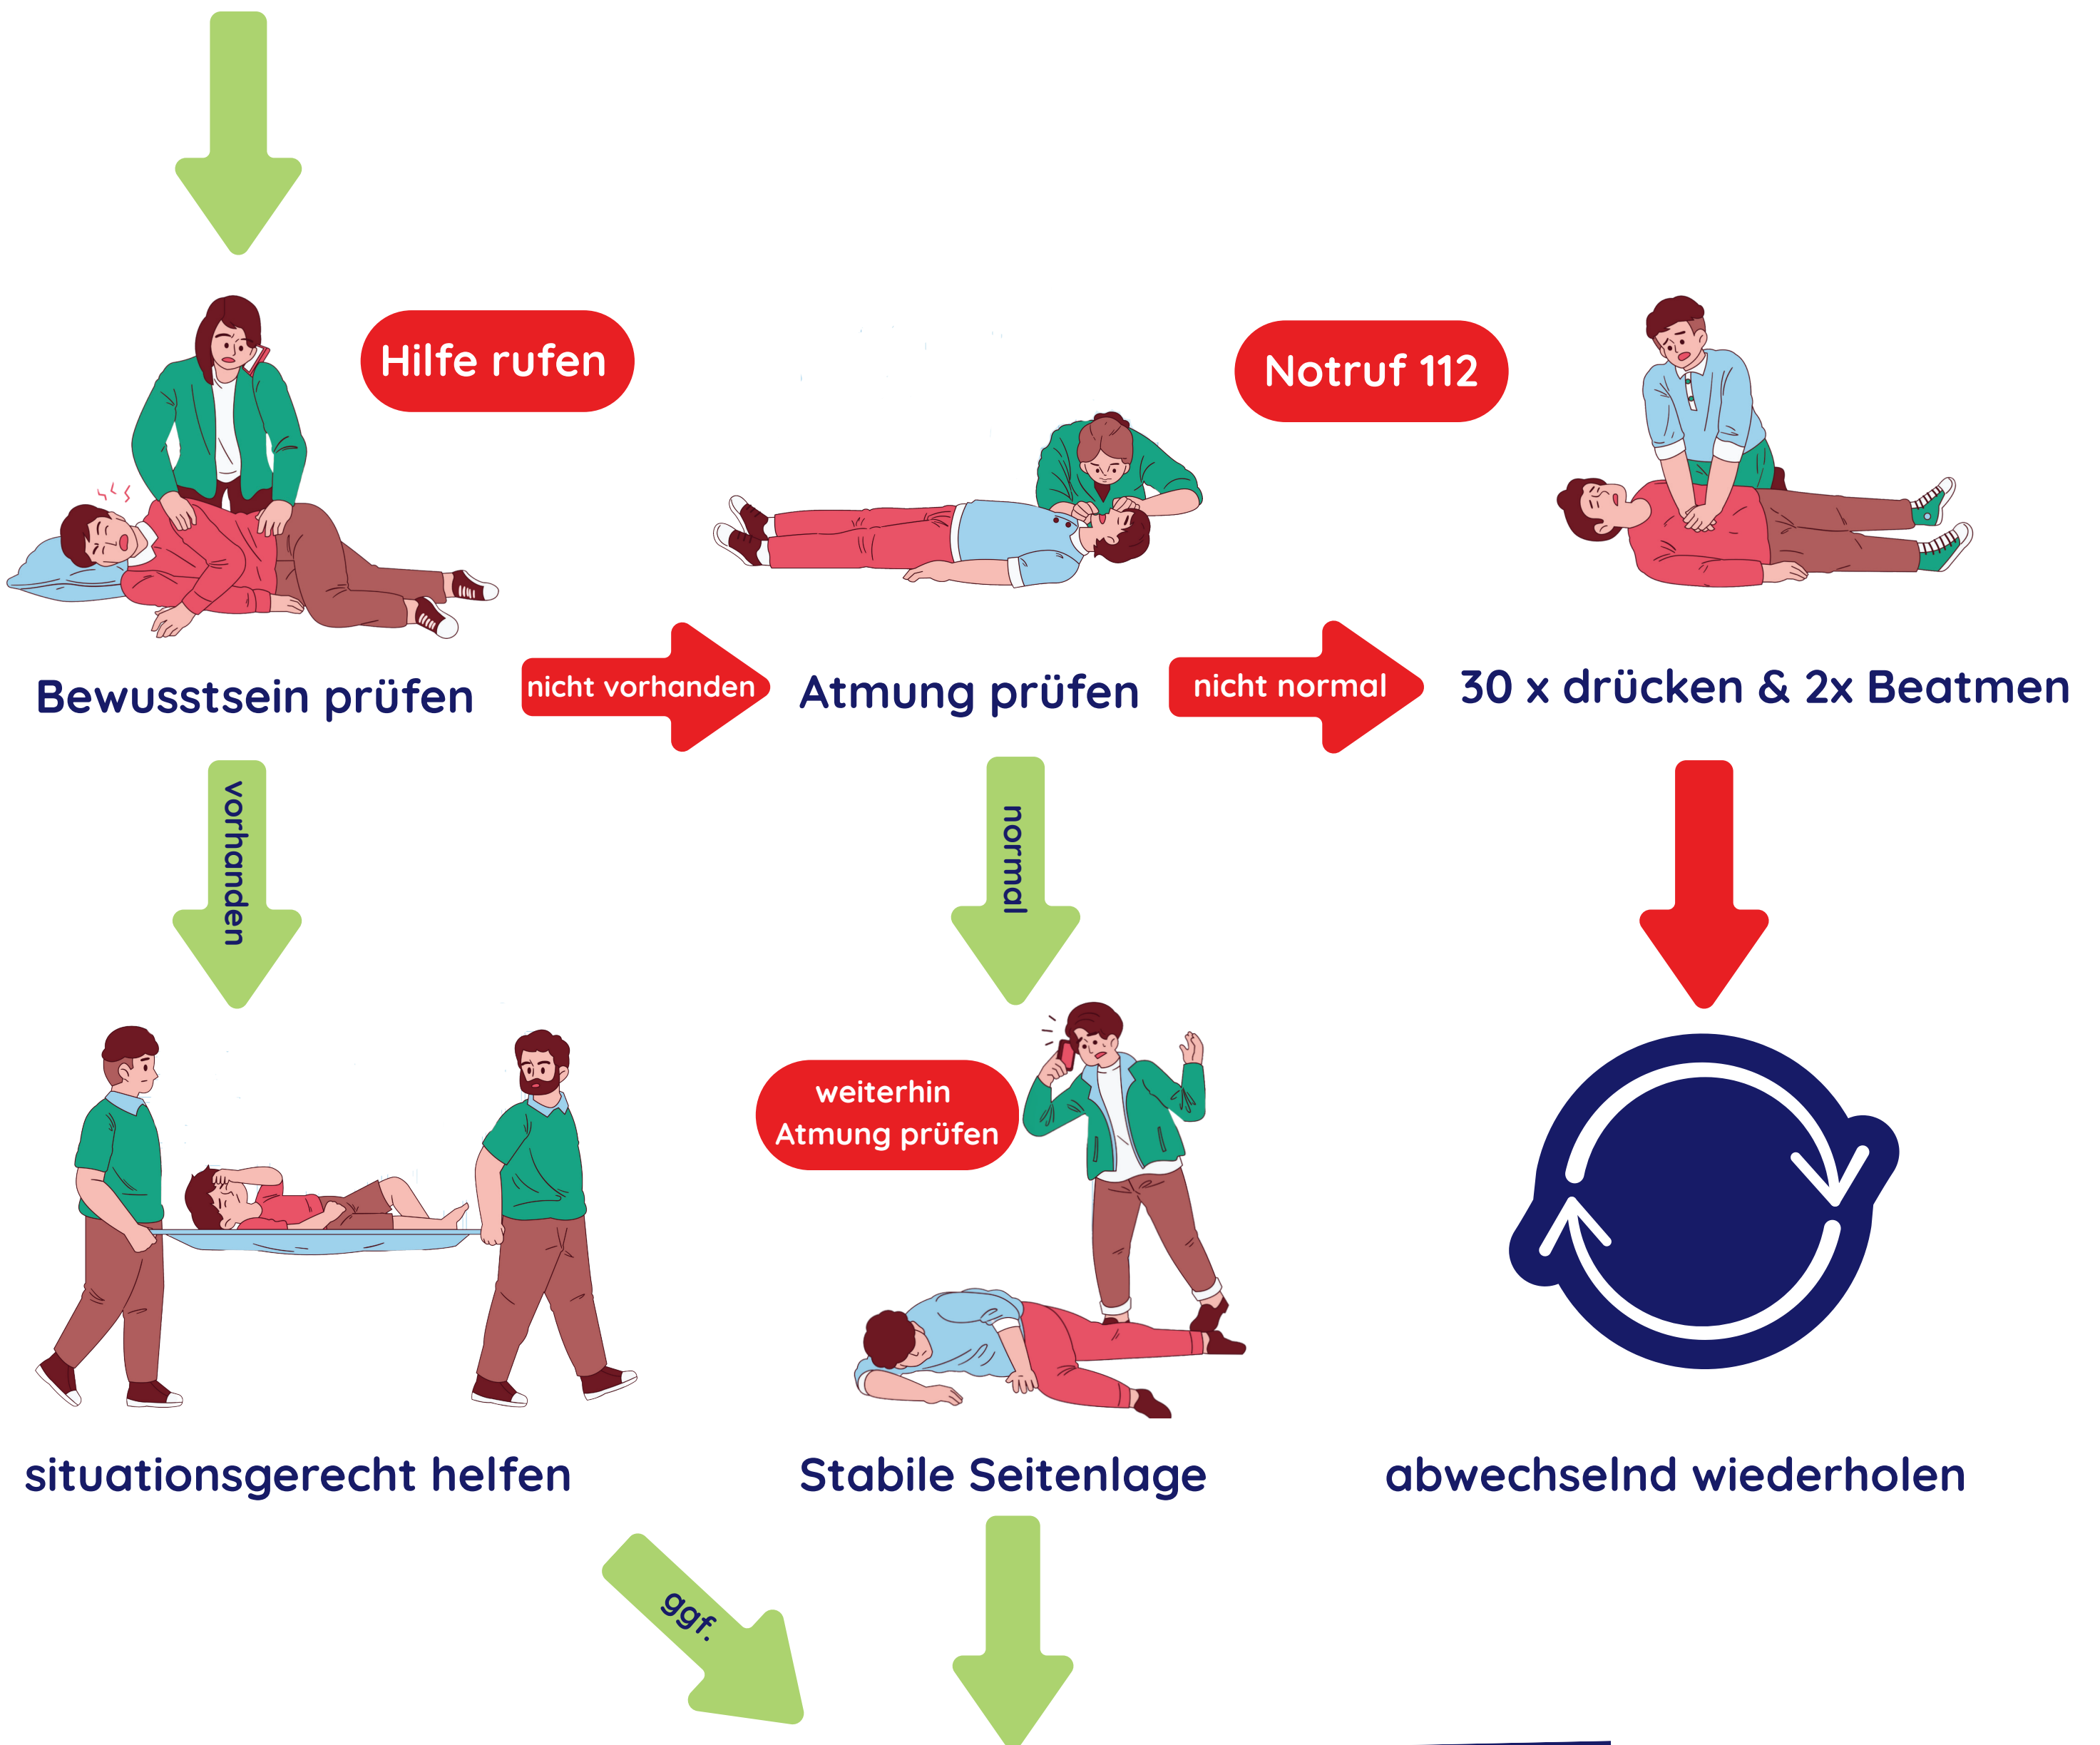 Hilfe rufen
Notruf 112
Bewusstsein prüfen
nicht vorhanden
Atmung prüfen
nicht normal
30 x drücken & 2x Beatmen
vorhanden
normal
weiterhin
Atmung prüfen
situationsgerecht helfen
Stabile Seitenlage
abwechselnd wiederholen
ggf.